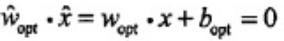 ŵ_opt · x̂ = w_opt · x + b_opt = 0